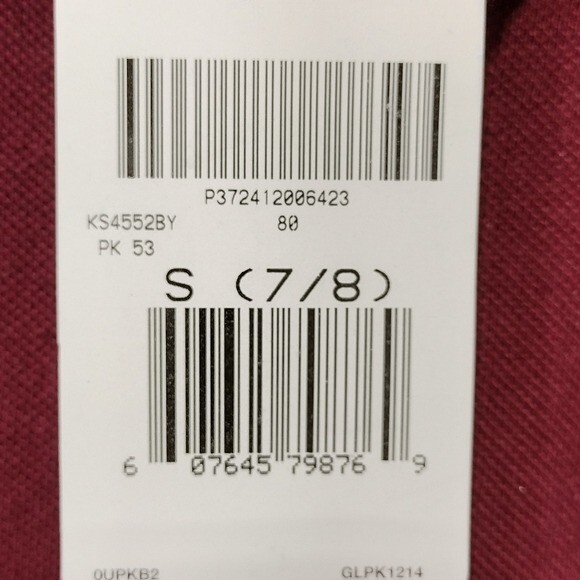 P372412006423
KS4552BY 80
PK 53
S (7/8)
6 07645 79876 9
0UPKB2 GLPK1214